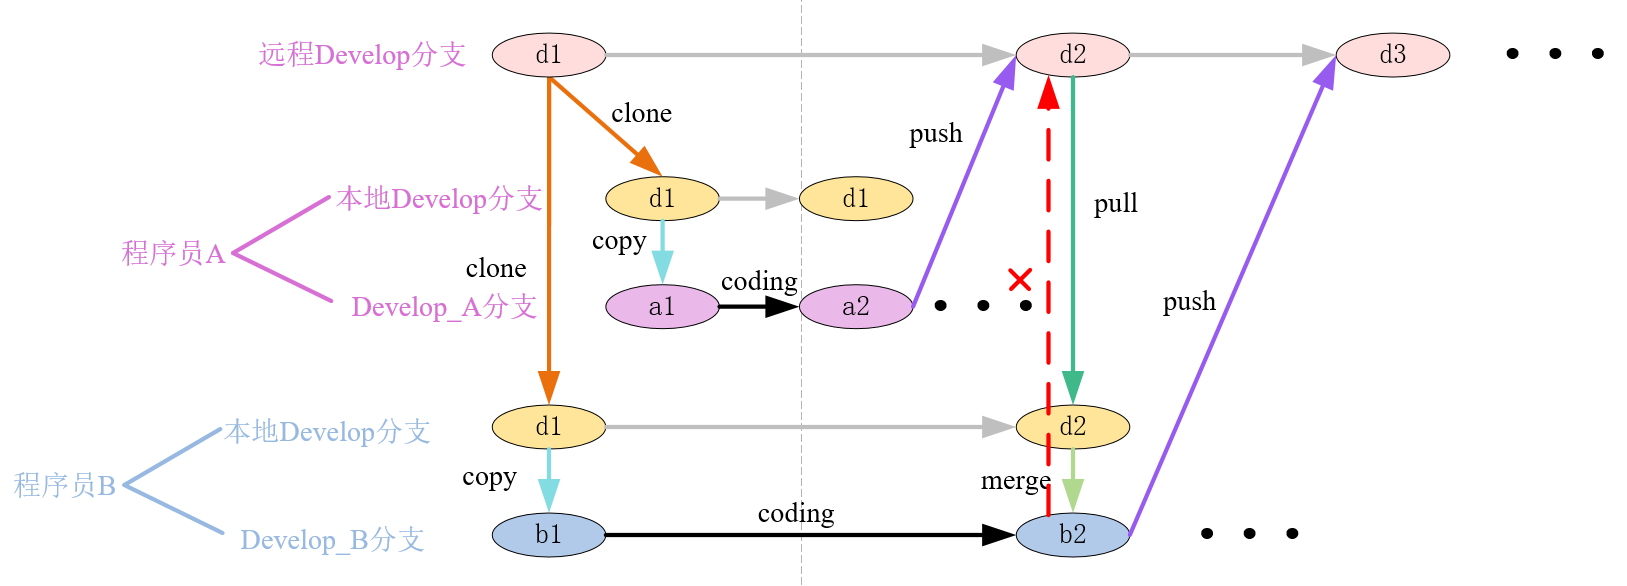 远程Develop分支
d1
d2
d3
clone
push
本地Develop分支
d1
d1
pull
copy
程序员A
clone
coding
Develop_A分支
a1
a2
push
本地Develop分支
d1
d2
copy
merge
程序员B
coding
Develop_B分支
b1
b2